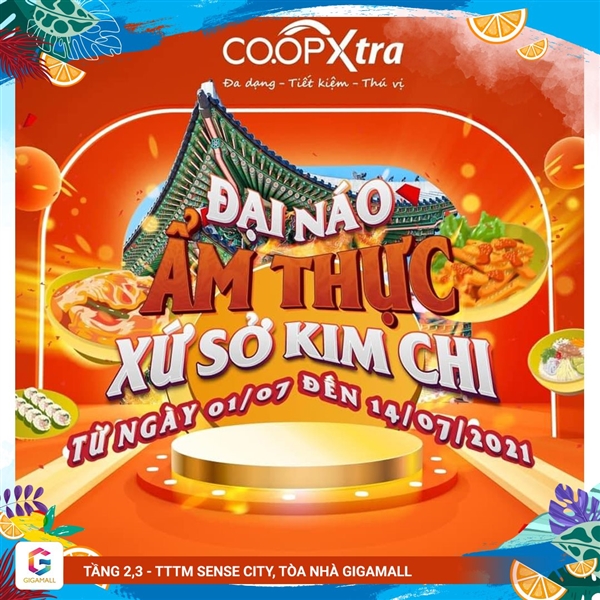 CO.OPXtra
Đa dạng - Tiết kiệm - Thú vị
ĐẠI NÁO
ẨM THỰC
XỨ SỞ KIM CHI
TỪ NGÀY 01/07 ĐẾN 14/07/2021
GIGAMALL
TẦNG 2,3 - TTTM SENSE CITY, TÒA NHÀ GIGAMALL